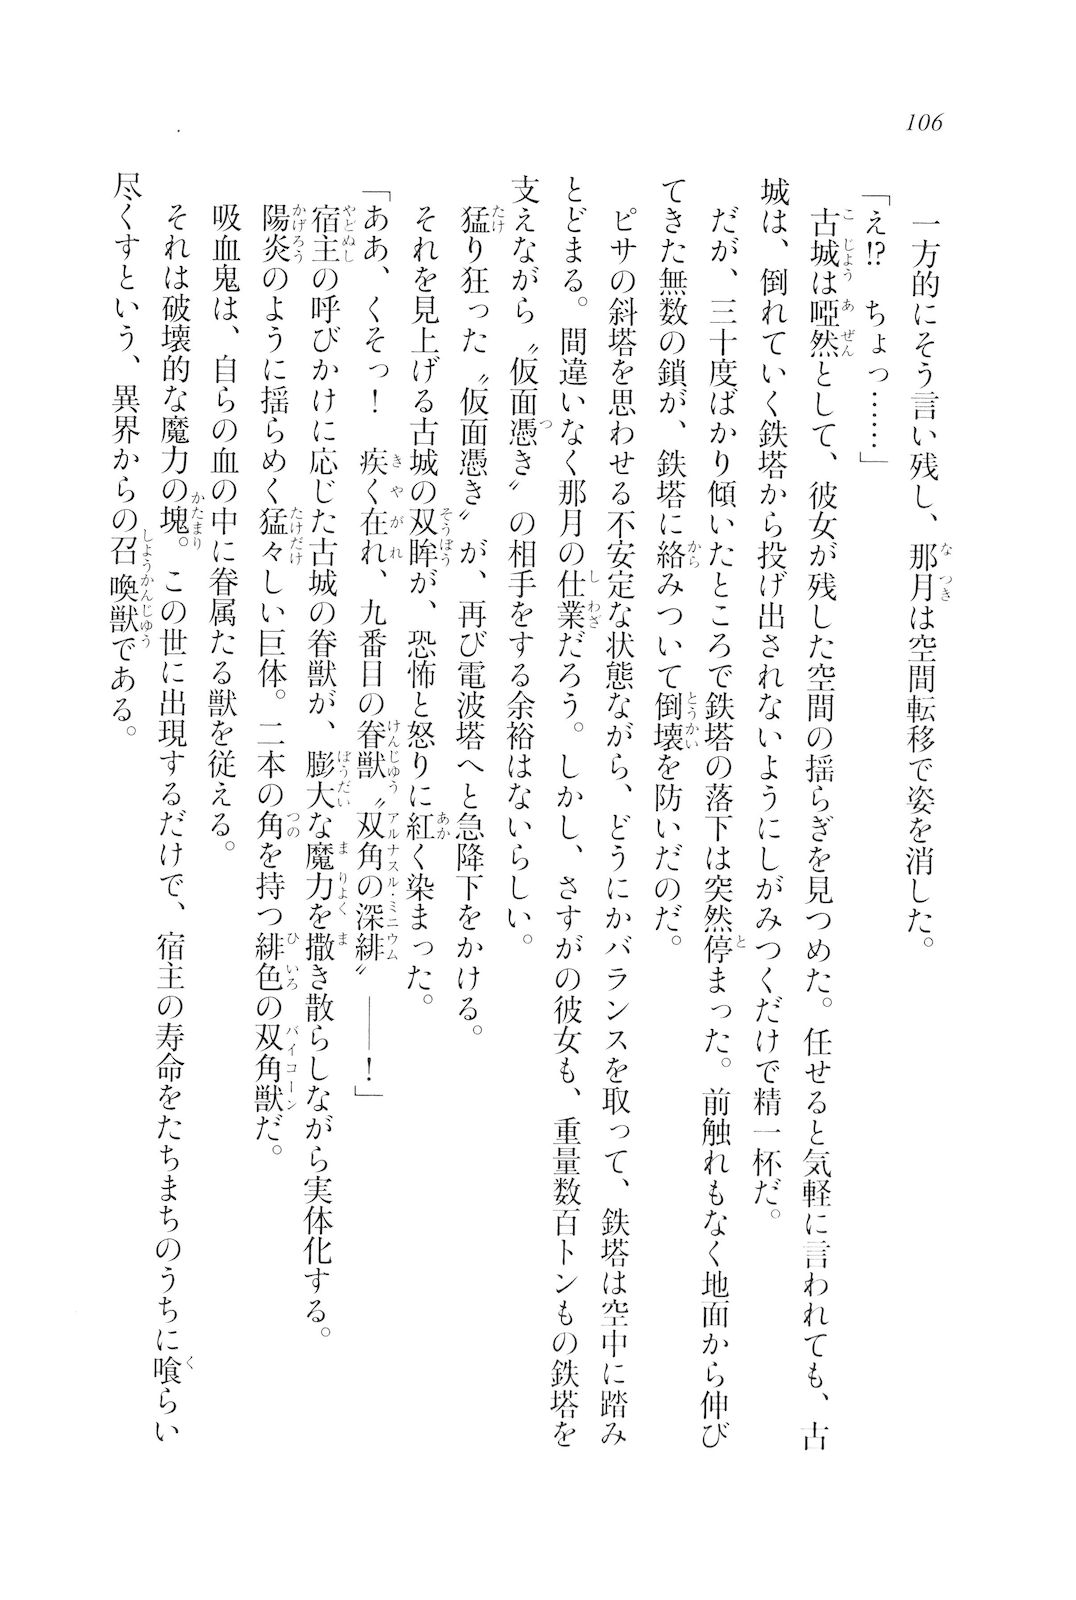 106
一方的にそう言い残し、那月は空間転移で姿を消した。
「え!?　ちょっ……」
古城は啞然として、彼女が残した空間の揺らぎを見つめた。任せると気軽に言われても、古
城は、倒れていく鉄塔から投げ出されないようにしがみつくだけで精一杯だ。
だが、三十度ばかり傾いたところで鉄塔の落下は突然停まった。前触れもなく地面から伸び
てきた無数の鎖が、鉄塔に絡みついて倒壊を防いだのだ。
ピサの斜塔を思わせる不安定な状態ながら、どうにかバランスを取って、鉄塔は空中に踏み
とどまる。間違いなく那月の仕業だろう。しかし、さすがの彼女も、重量数百トンもの鉄塔を
支えながら〝仮面憑き〟の相手をする余裕はないらしい。
猛り狂った〝仮面憑き〟が、再び電波塔へと急降下をかける。
それを見上げる古城の双眸が、恐怖と怒りに紅く染まった。
「ああ、くそっ！　疾く在れ、九番目の眷獣〝双角の深緋〟――！」
宿主の呼びかけに応じた古城の眷獣が、膨大な魔力を撒き散らしながら実体化する。
陽炎のように揺らめく猛々しい巨体。二本の角を持つ緋色の双角獣だ。
吸血鬼は、自らの血の中に眷属たる獣を従える。
それは破壊的な魔力の塊。この世に出現するだけで、宿主の寿命をたちまちのうちに喰らい
尽くすという、異界からの召喚獣である。